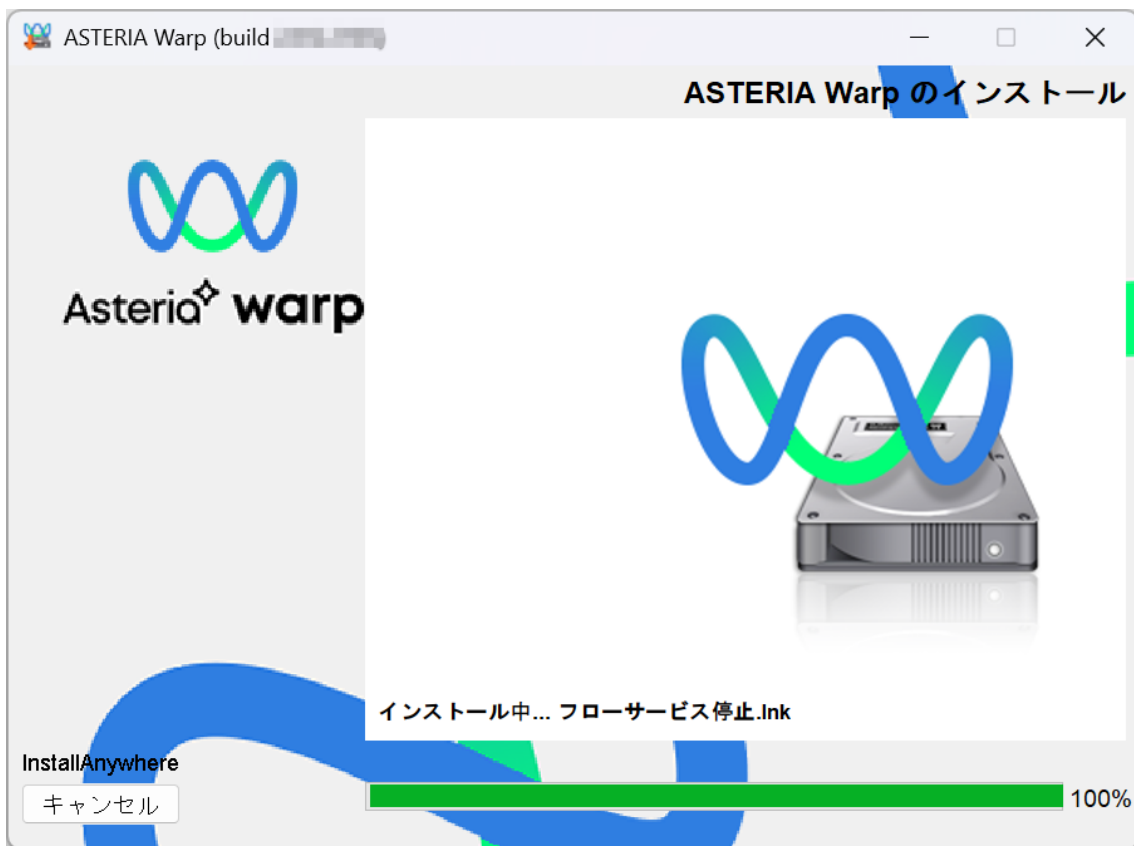 ASTERIA Warp (build
ASTERIA Warp のインストール
Asteria warp
インストール中... フローサービス停止.lnk
InstallAnywhere
キャンセル
100%